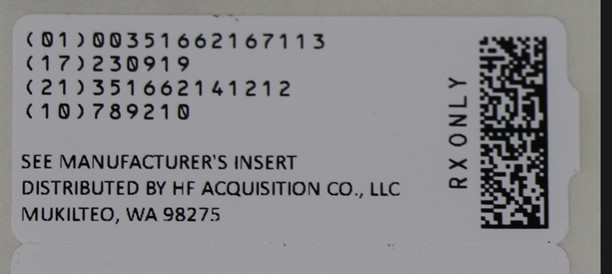 (01)00351662167113
(17)230919
(21)351662141212
(10)789210
SEE MANUFACTURER'S INSERT
DISTRIBUTED BY HF ACQUISITION CO., LLC
MUKILTEO, WA 98275
RX ONLY